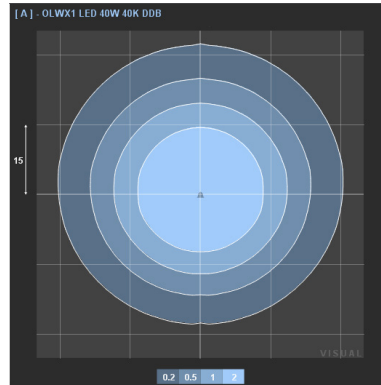 [ A ] - OLWX1 LED 40W 40K DDB
15
A
VISUAL
0.2 0.5 1 2